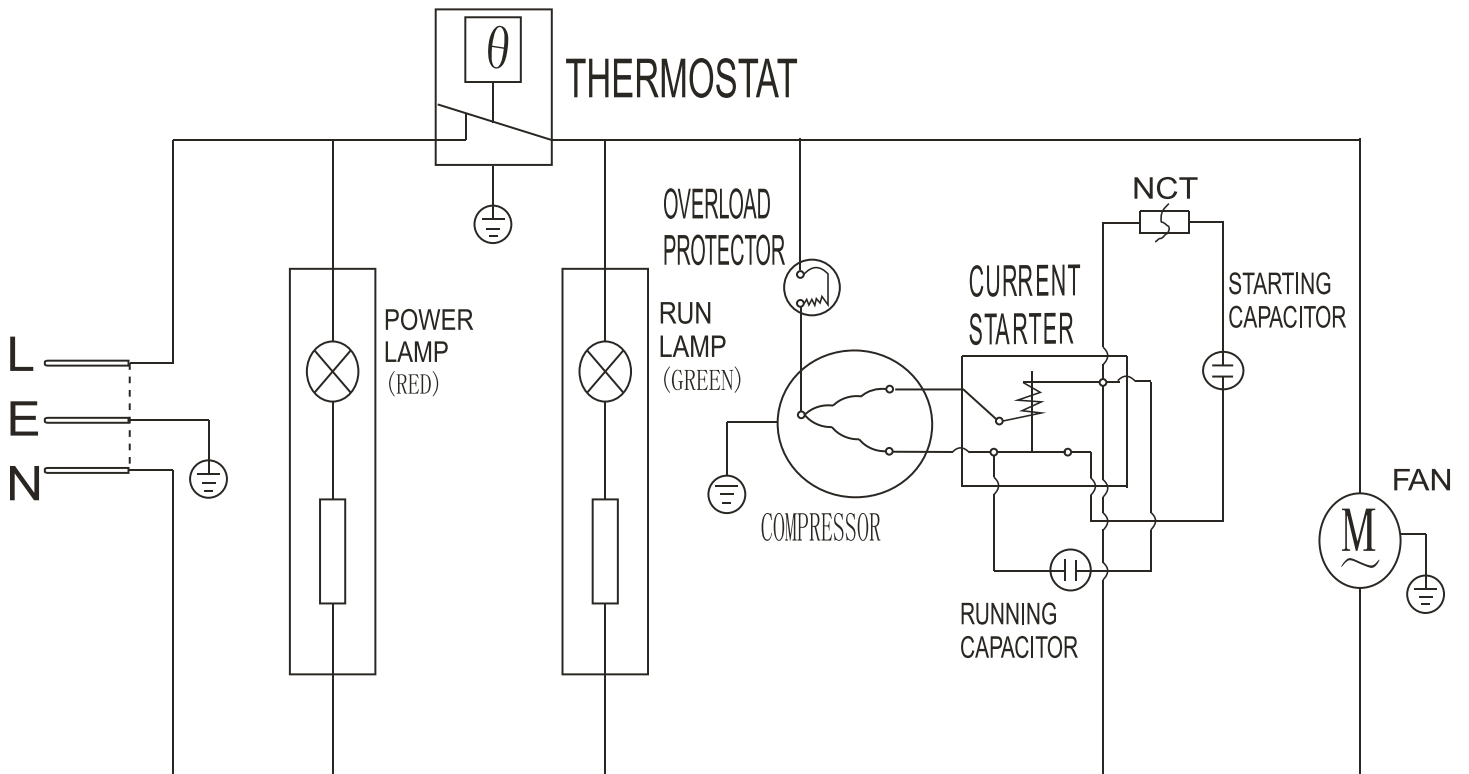 θ
THERMOSTAT
NCT
OVERLOAD
PROTECTOR
CURRENT
STARTER
STARTING
CAPACITOR
POWER
LAMP
(RED)
RUN
LAMP
(GREEN)
L
E
N
FAN
M
~
COMPRESSOR
RUNNING
CAPACITOR